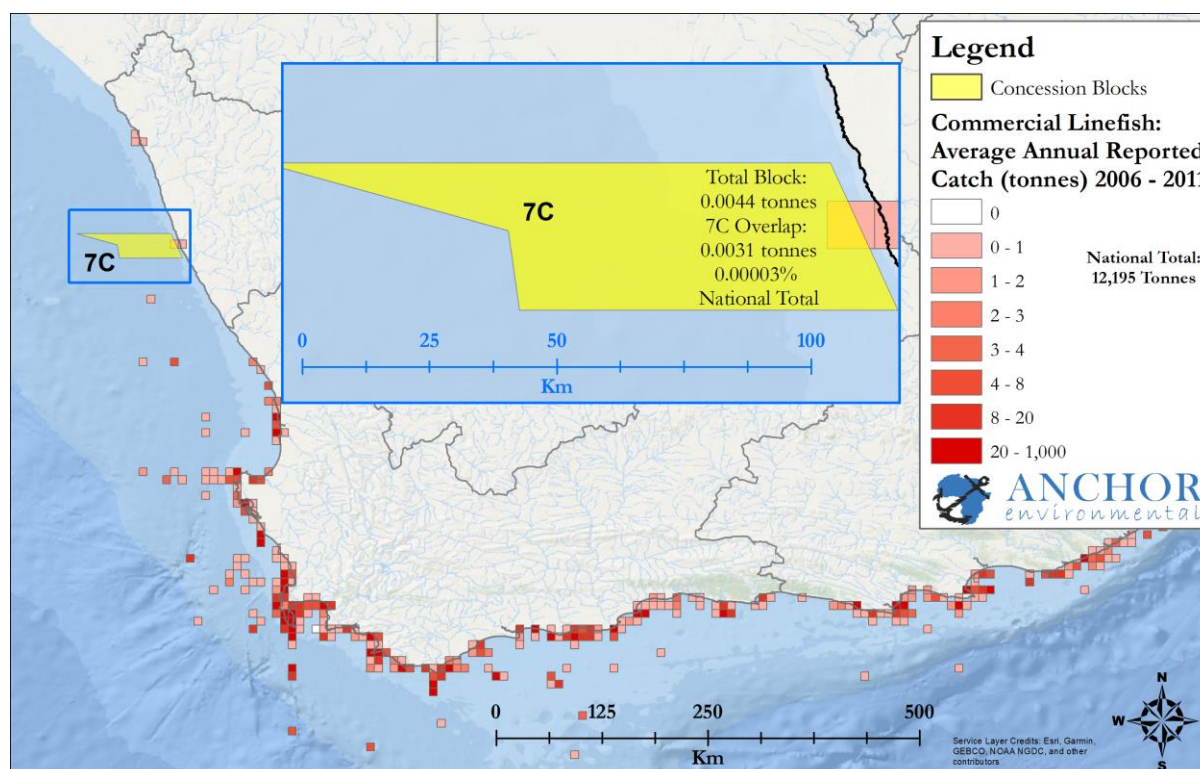 7C
7C
Total Block:
0.0044 tonnes
7C Overlap:
0.0031 tonnes
0.00003%
National Total
0 25 50 100
Km
Legend
Concession Blocks
Commercial Linefish:
Average Annual Reported
Catch (tonnes) 2006 - 2011
0
0 - 1
1 - 2
2 - 3
3 - 4
4 - 8
8 - 20
20 - 1,000
National Total:
12,195 Tonnes
ANCHOR
environmental
0 125 250 500
Km
N
W
E
S
Service Layer Credits: Esri, Garmin,
GEBCO, NOAA NGDC, and other
contributors